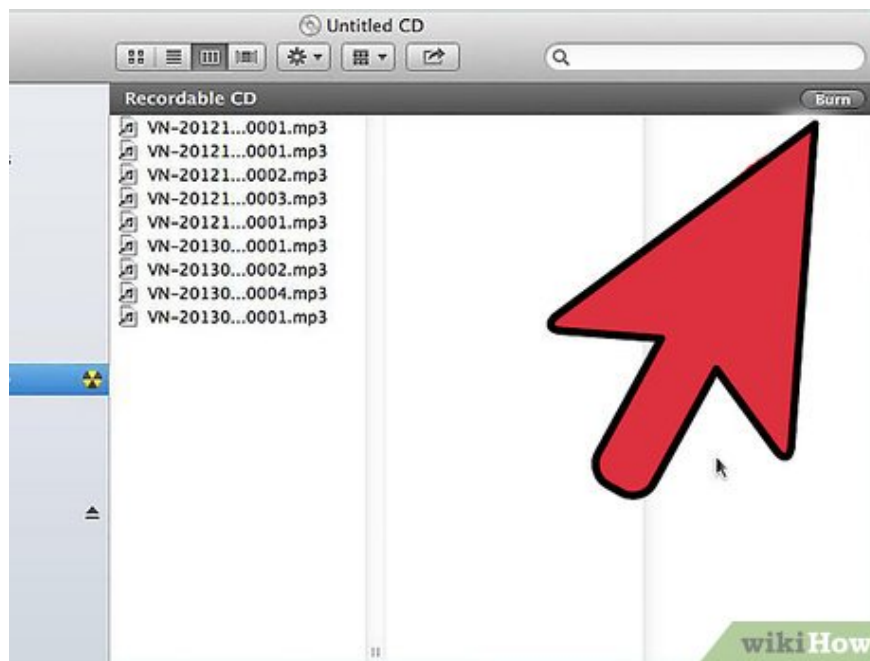 Untitled CD
Recordable CD
Burn
VN-20121...0001.mp3
VN-20121...0001.mp3
VN-20121...0002.mp3
VN-20121...0003.mp3
VN-20121...0001.mp3
VN-20130...0001.mp3
VN-20130...0002.mp3
VN-20130...0004.mp3
VN-20130...0001.mp3
wikiHow